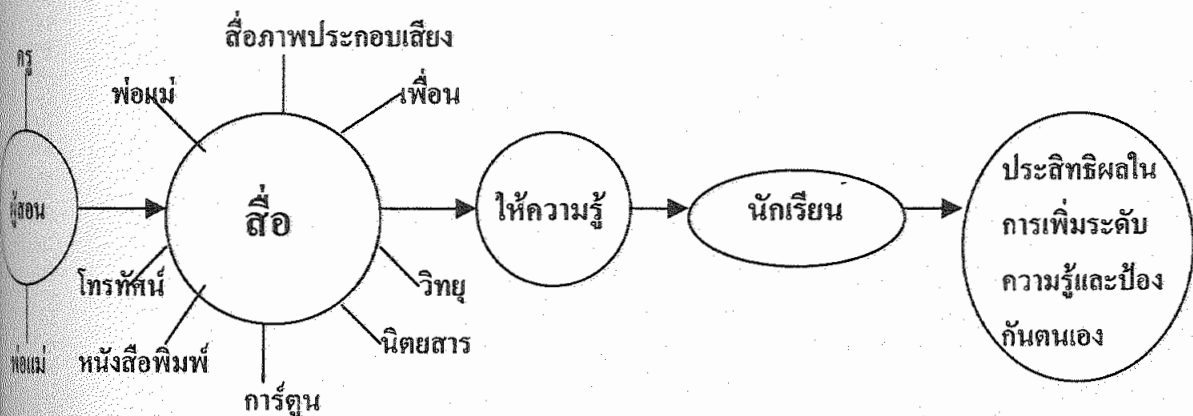 สื่อภาพประกอบเสียง
ครู
พ่อแม่
เพื่อน
ผู้สอน
สื่อ
ให้ความรู้
นักเรียน
ประสิทธิผลใน
การเพิ่มระดับ
ความรู้และป้อง
กันตนเอง
โทรทัศน์
วิทยุ
นิตยสาร
พ่อแม่
หนังสือพิมพ์
การ์ตูน